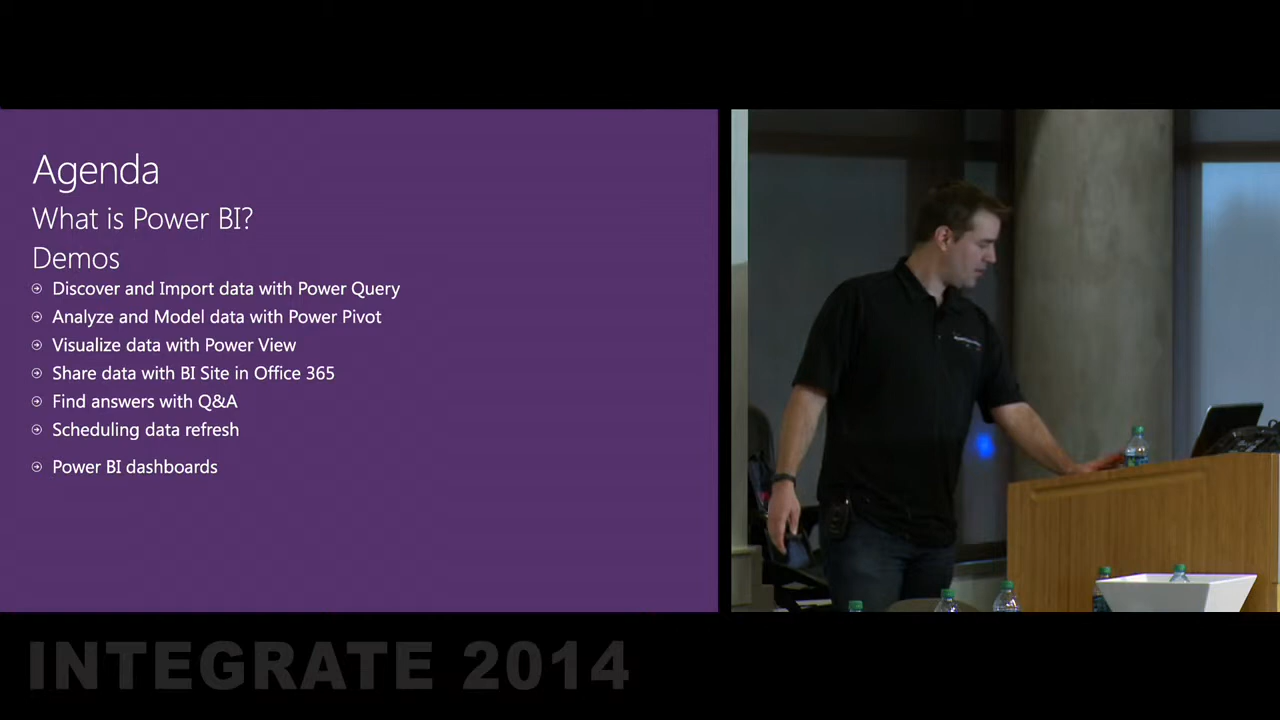 Agenda
What is Power BI?
Demos
Discover and Import data with Power Query
Analyze and Model data with Power Pivot
Visualize data with Power View
Share data with BI Site in Office 365
Find answers with Q&A
Scheduling data refresh
Power BI dashboards
INTEGRATE 2014